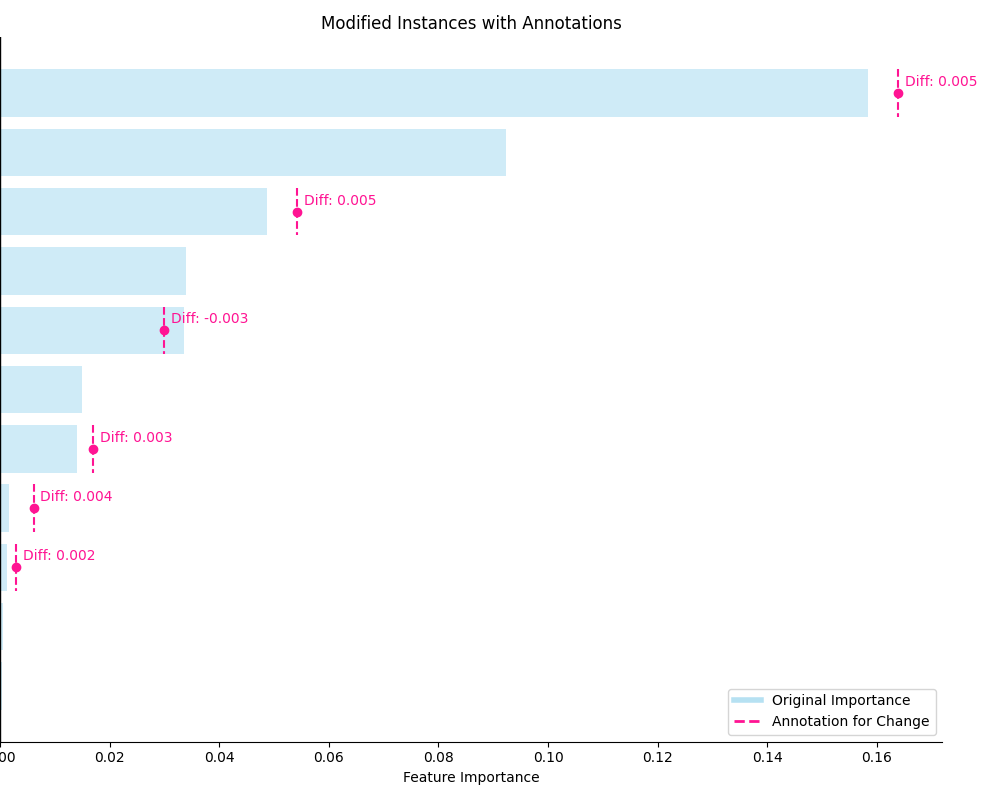 Modified Instances with Annotations
Diff: 0.005
Diff: 0.005
Diff: -0.003
Diff: 0.003
Diff: 0.004
Diff: 0.002
Original Importance
Annotation for Change
00 0.02 0.04 0.06 0.08 0.10 0.12 0.14 0.16
Feature Importance